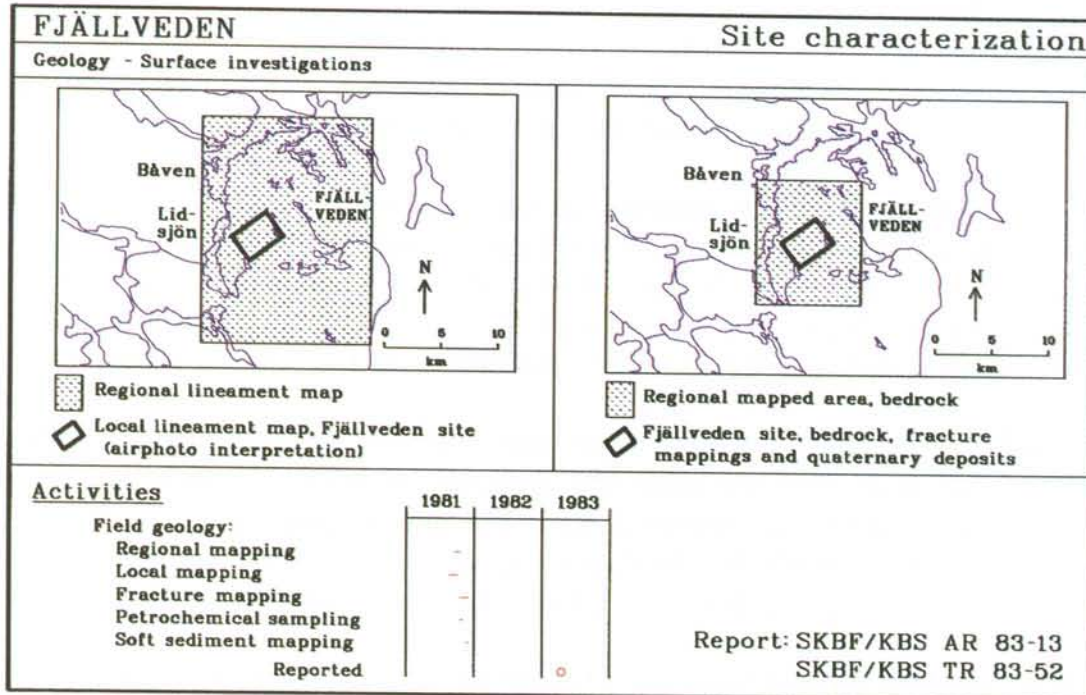 FJÄLLVEDEN
Site characterization
Geology - Surface investigations
Båven
Lid-
sjön
FJÄLL-
VEDEN
N
0 5 10
km
Regional lineament map
Local lineament map, Fjällveden site
(airphoto interpretation)
Båven
Lid-
sjön
FJÄLL-
VEDEN
N
0 5 10
km
Regional mapped area, bedrock
Fjällveden site, bedrock, fracture
mappings and quaternary deposits
Activities
1981 1982 1983
Field geology:
Regional mapping
Local mapping
Fracture mapping
Petrochemical sampling
Soft sediment mapping
Reported
Report: SKBF/KBS AR 83-13
SKBF/KBS TR 83-52